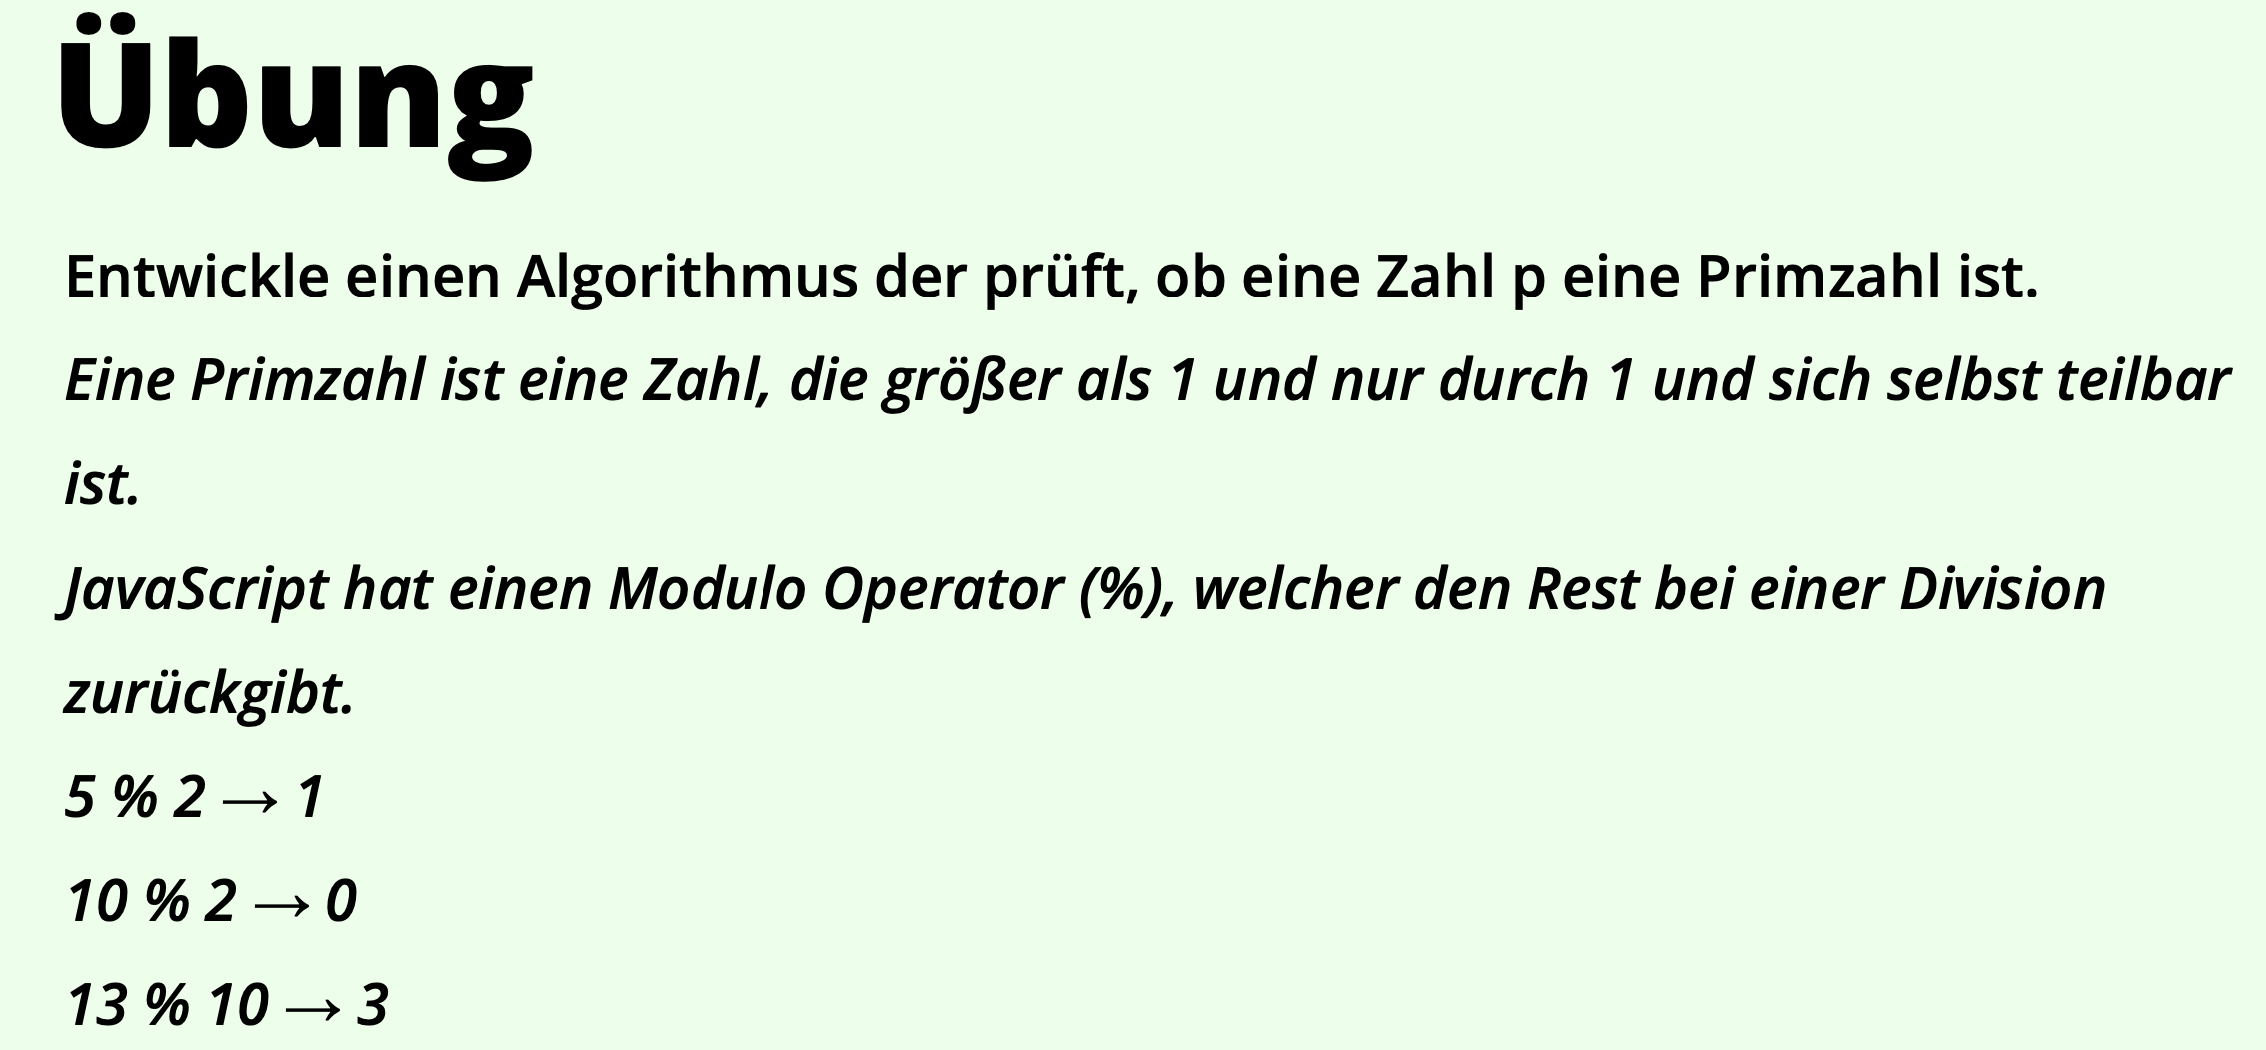 Übung
Entwickle einen Algorithmus der prüft, ob eine Zahl p eine Primzahl ist.
Eine Primzahl ist eine Zahl, die größer als 1 und nur durch 1 und sich selbst teilbar
ist.
JavaScript hat einen Modulo Operator (%), welcher den Rest bei einer Division
zurückgibt.
5 % 2 → 1
10 % 2 → 0
13 % 10 → 3